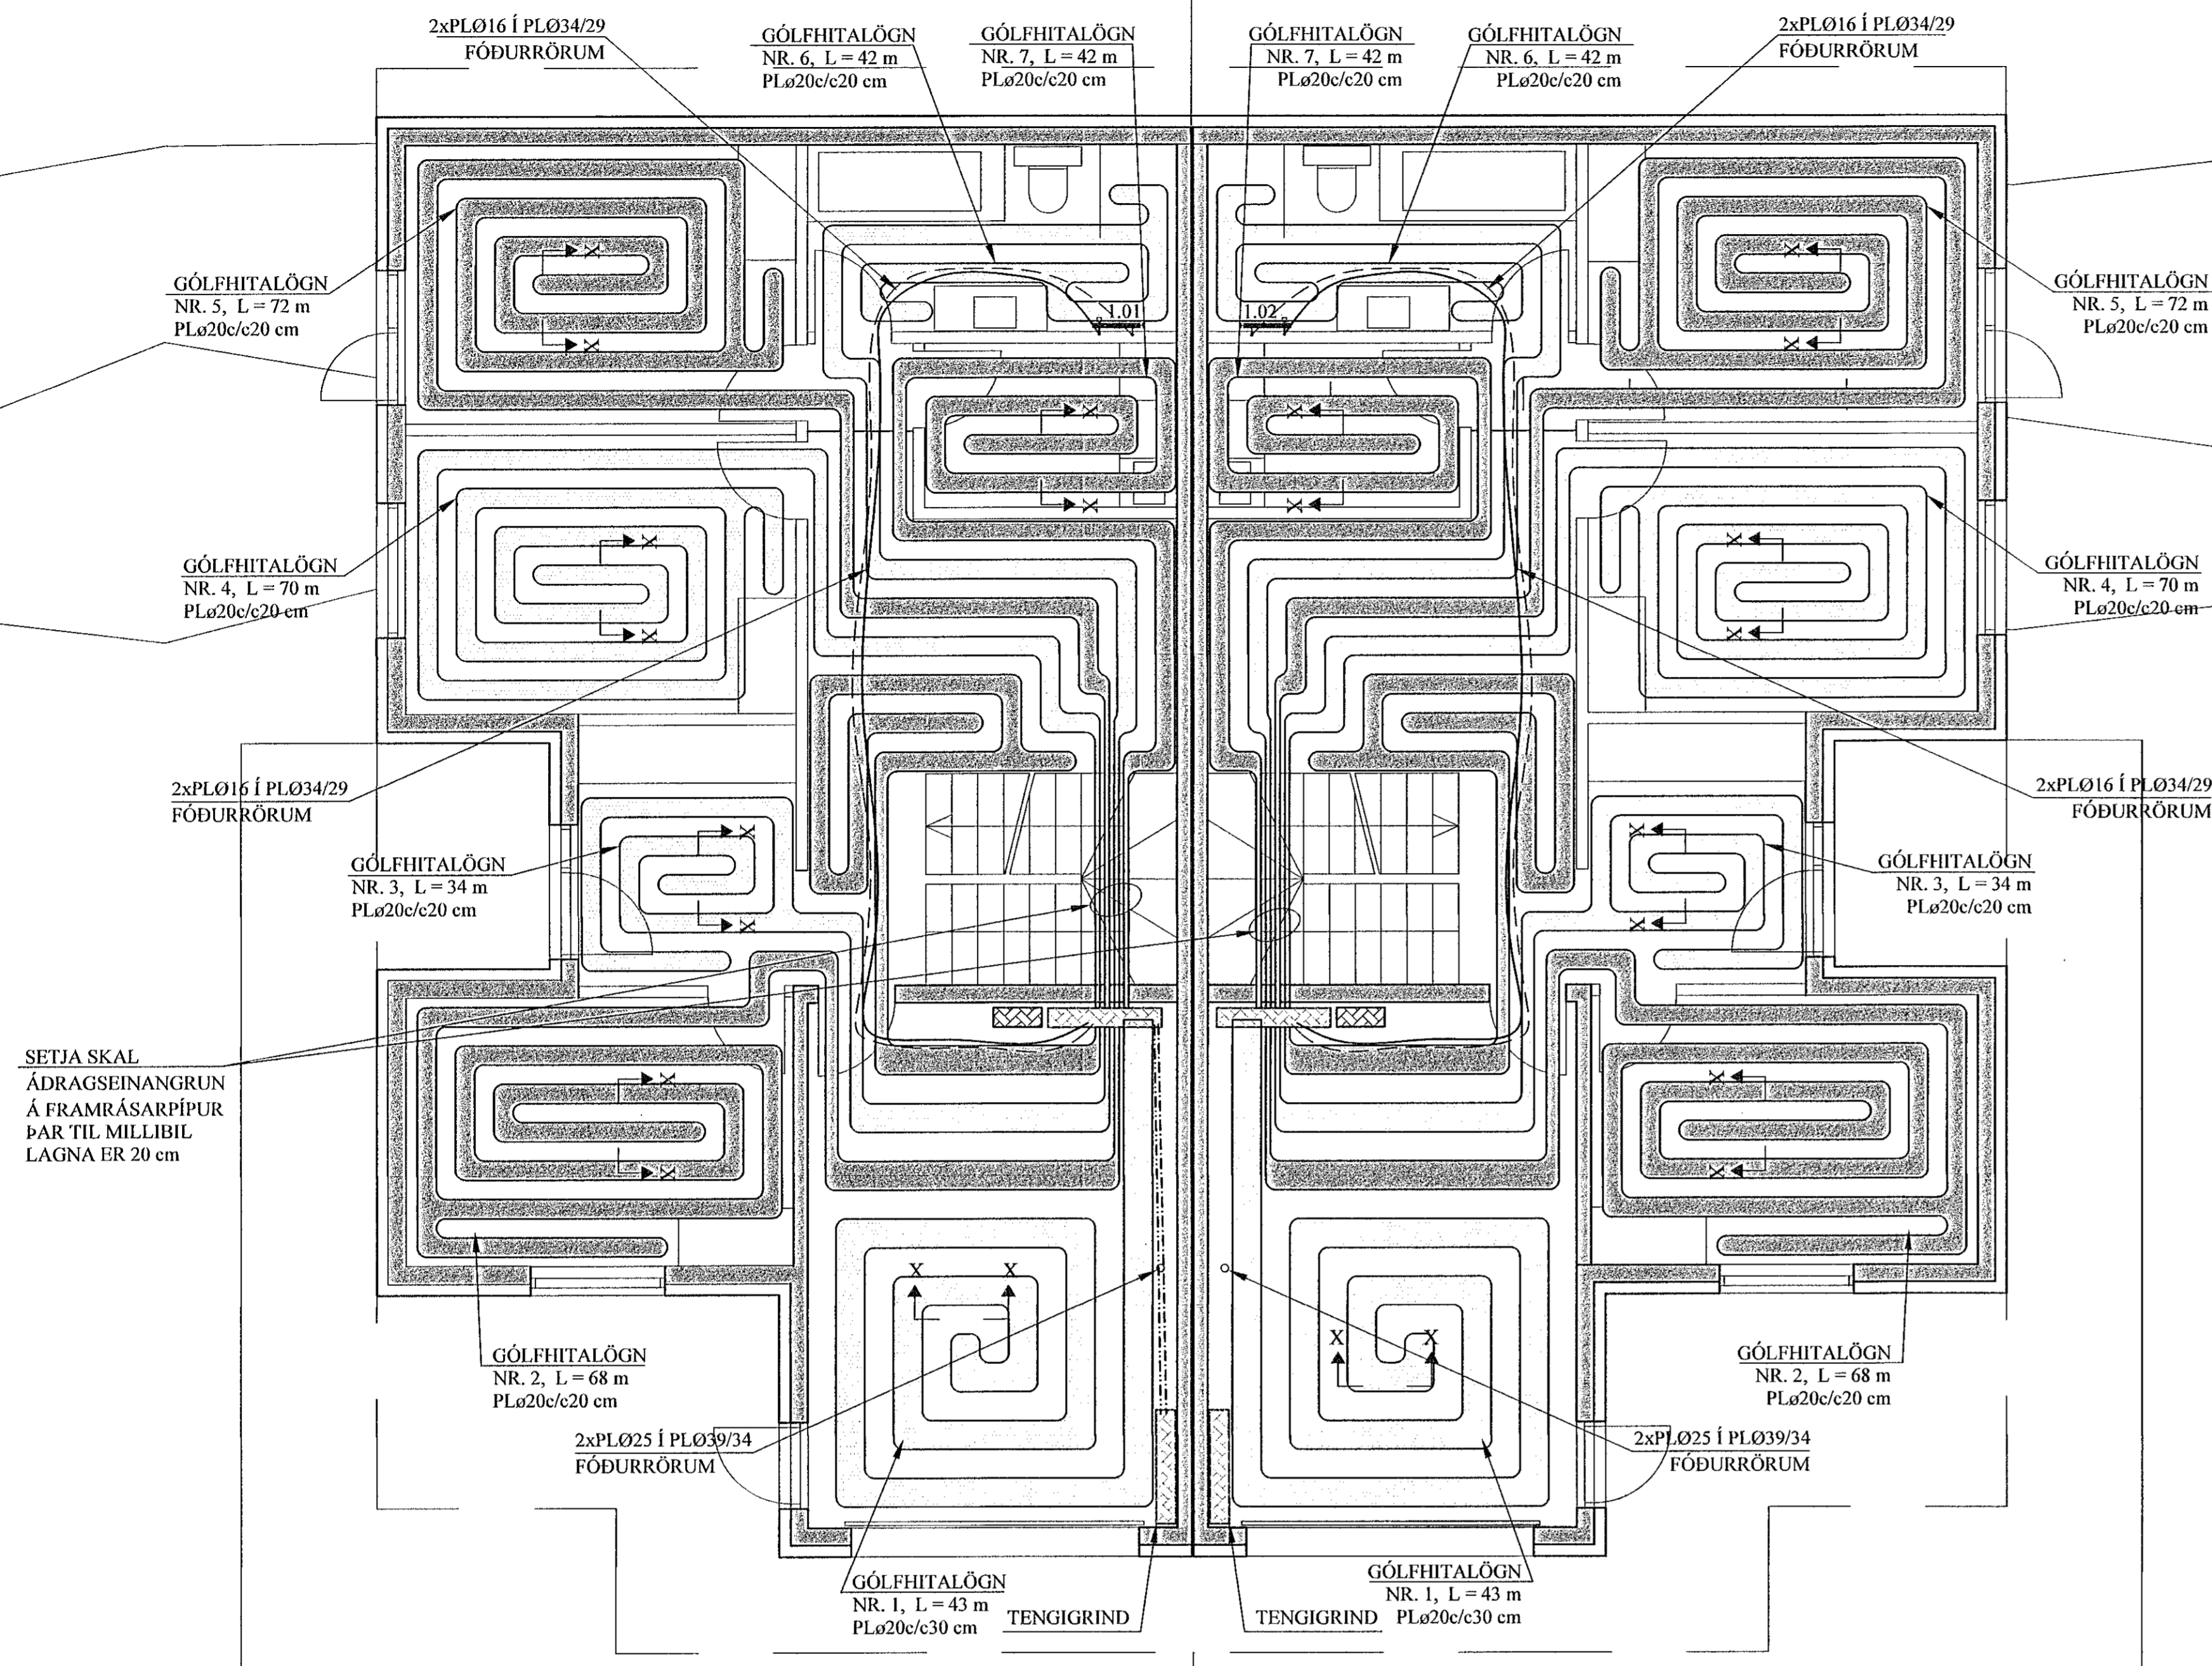 2xPLØ16 Í PLØ34/29
FÓÐURRÖRUM
GÓLFHITALÖGN
NR. 6, L = 42 m
PLø20c/c20 cm
GÓLFHITALÖGN
NR. 7, L = 42 m
PLø20c/c20 cm
GÓLFHITALÖGN
NR. 7, L = 42 m
PLø20c/c20 cm
GÓLFHITALÖGN
NR. 6, L = 42 m
PLø20c/c20 cm
2xPLØ16 Í PLØ34/29
FÓÐURRÖRUM
GÓLFHITALÖGN
NR. 5, L = 72 m
PLø20c/c20 cm
X
X
1.01
1.02
X
X
GÓLFHITALÖGN
NR. 5, L = 72 m
PLø20c/c20 cm
X
X
X
X
GÓLFHITALÖGN
NR. 4, L = 70 m
PLø20c/c20 cm
X
X
X
X
GÓLFHITALÖGN
NR. 4, L = 70 m
PLø20c/c20 cm
2xPLØ16 Í PLØ34/29
FÓÐURRÖRUM
2xPLØ16 Í PLØ34/29
FÓÐURRÖRUM
GÓLFHITALÖGN
NR. 3, L = 34 m
PLø20c/c20 cm
X
X
X
X
GÓLFHITALÖGN
NR. 3, L = 34 m
PLø20c/c20 cm
SETJA SKAL
ÁDRAGSEINANGRUN
Á FRAMRÁSARPÍPUR
ÞAR TIL MILLIBIL
LAGNA ER 20 cm
X
X
X
X
X X
X X
GÓLFHITALÖGN
NR. 2, L = 68 m
PLø20c/c20 cm
GÓLFHITALÖGN
NR. 2, L = 68 m
PLø20c/c20 cm
2xPLØ25 Í PLØ39/34
FÓÐURRÖRUM
2xPLØ25 Í PLØ39/34
FÓÐURRÖRUM
GÓLFHITALÖGN
NR. 1, L = 43 m
PLø20c/c30 cm
TENGIGRIND
TENGIGRIND
GÓLFHITALÖGN
NR. 1, L = 43 m
PLø20c/c30 cm